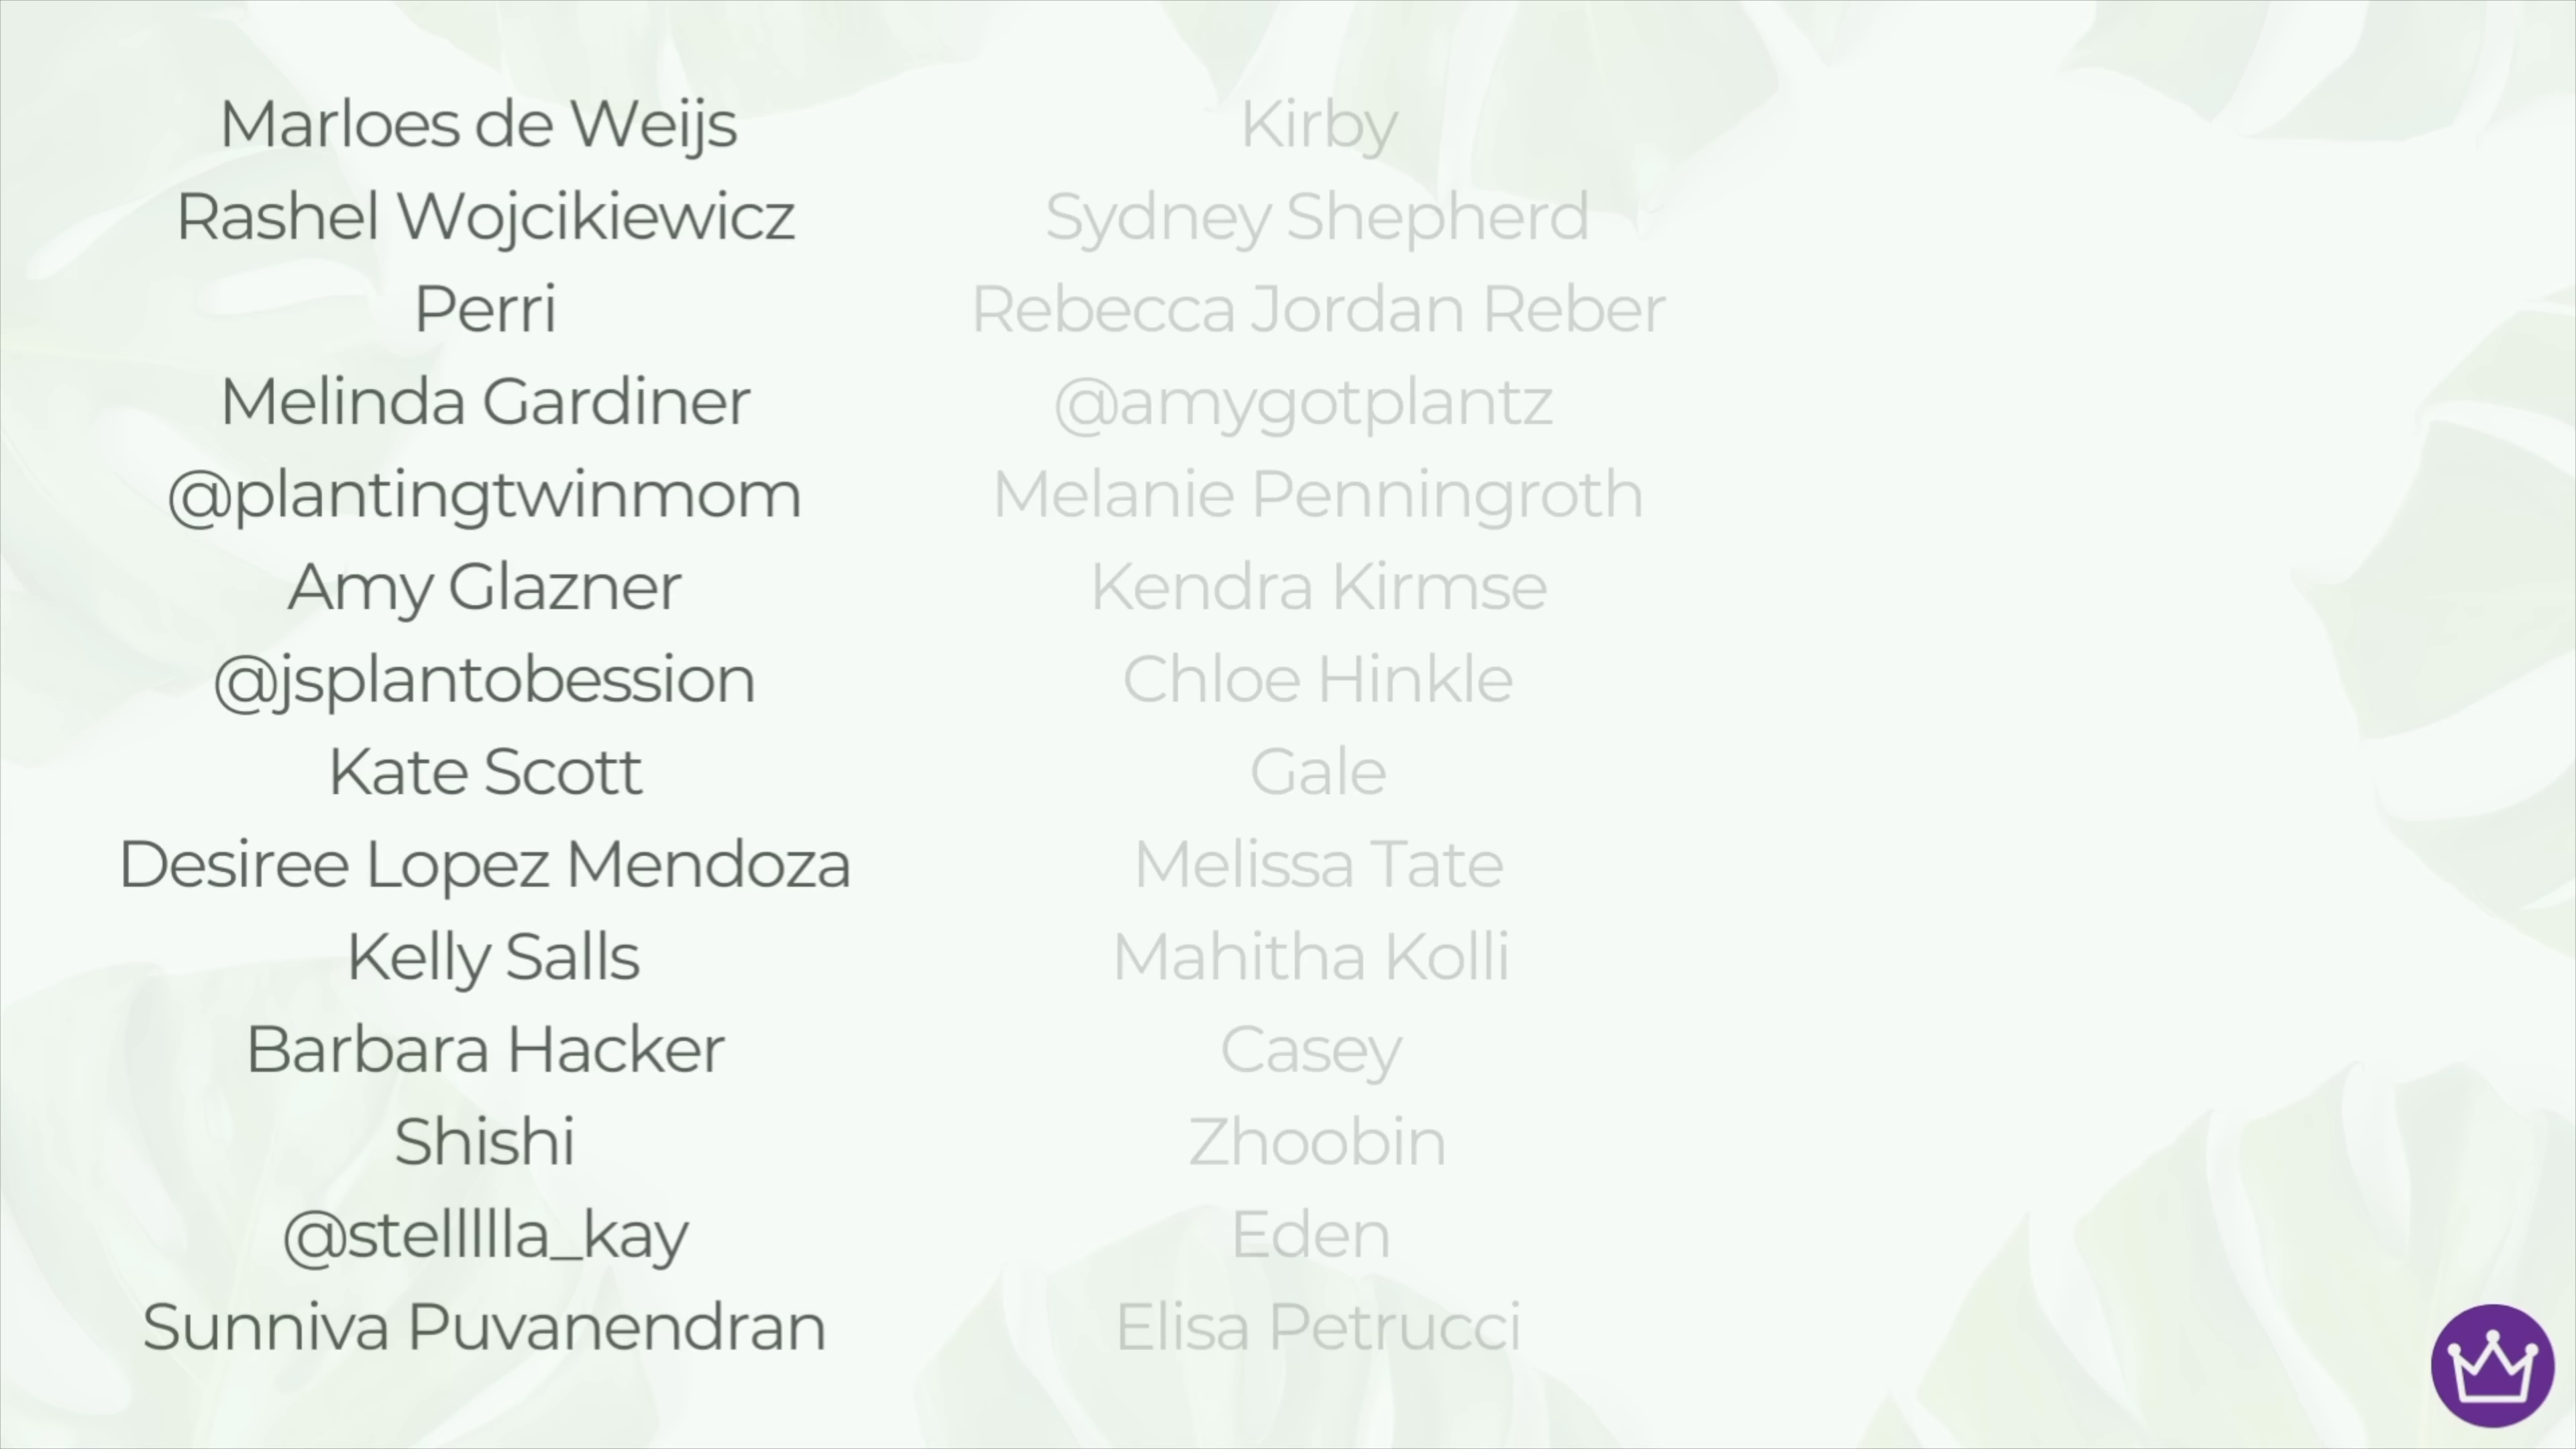 Marloes de Weijs
Rashel Wojcikiewicz
Perri
Melinda Gardiner
@plantingtwinmom
Amy Glazner
@jsplantobession
Kate Scott
Desiree Lopez Mendoza
Kelly Salls
Barbara Hacker
Shishi
@stelllllla_kay
Sunniva Puvanendran
Kirby
Sydney Shepherd
Rebecca Jordan Reber
@amygotplantz
Melanie Penningroth
Kendra Kirmse
Chloe Hinkle
Gale
Melissa Tate
Mahitha Kolli
Casey
Zhoobin
Eden
Elisa Petrucci